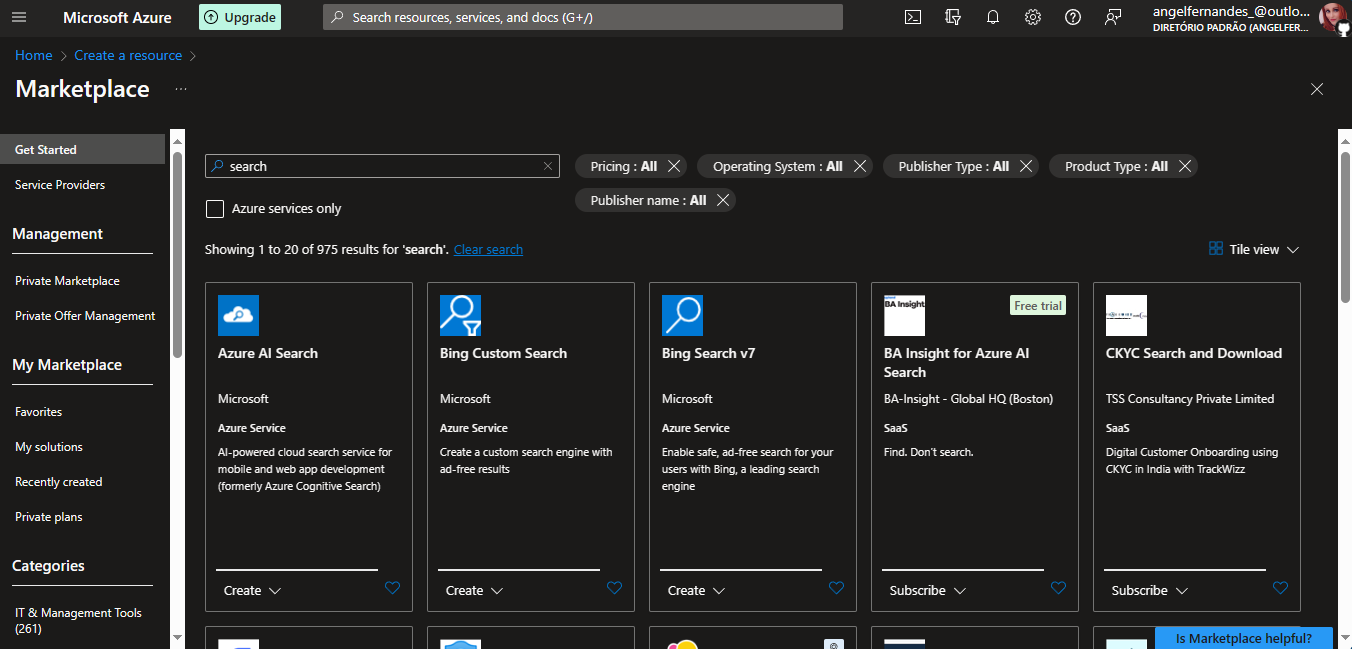 Microsoft Azure
Upgrade
Search resources, services, and docs (G+/)
angelfernandes_@outlo...
DIRETÓRIO PADRÃO (ANGELFER...
Home > Create a resource >
Marketplace ...
Get Started
Service Providers
Management
Private Marketplace
Private Offer Management
My Marketplace
Favorites
My solutions
Recently created
Private plans
Categories
IT & Management Tools
(261)
search
Pricing : All
Operating System : All
Publisher Type : All
Product Type : All
Publisher name : All
Azure services only
Showing 1 to 20 of 975 results for 'search'. Clear search
Tile view
Azure AI Search
Microsoft
Azure Service
AI-powered cloud search service for
mobile and web app development
(formerly Azure Cognitive Search)
Create
Bing Custom Search
Microsoft
Azure Service
Create a custom search engine with
ad-free results
Create
Bing Search v7
Microsoft
Azure Service
Enable safe, ad-free search for your
users with Bing, a leading search
engine
Create
BA Insight
Free trial
BA Insight for Azure AI
Search
BA-Insight - Global HQ (Boston)
SaaS
Find. Don't search.
Subscribe
CKYC Search and Download
TSS Consultancy Private Limited
SaaS
Digital Customer Onboarding using
CKYC in India with TrackWizz
Subscribe
Is Marketplace helpful?